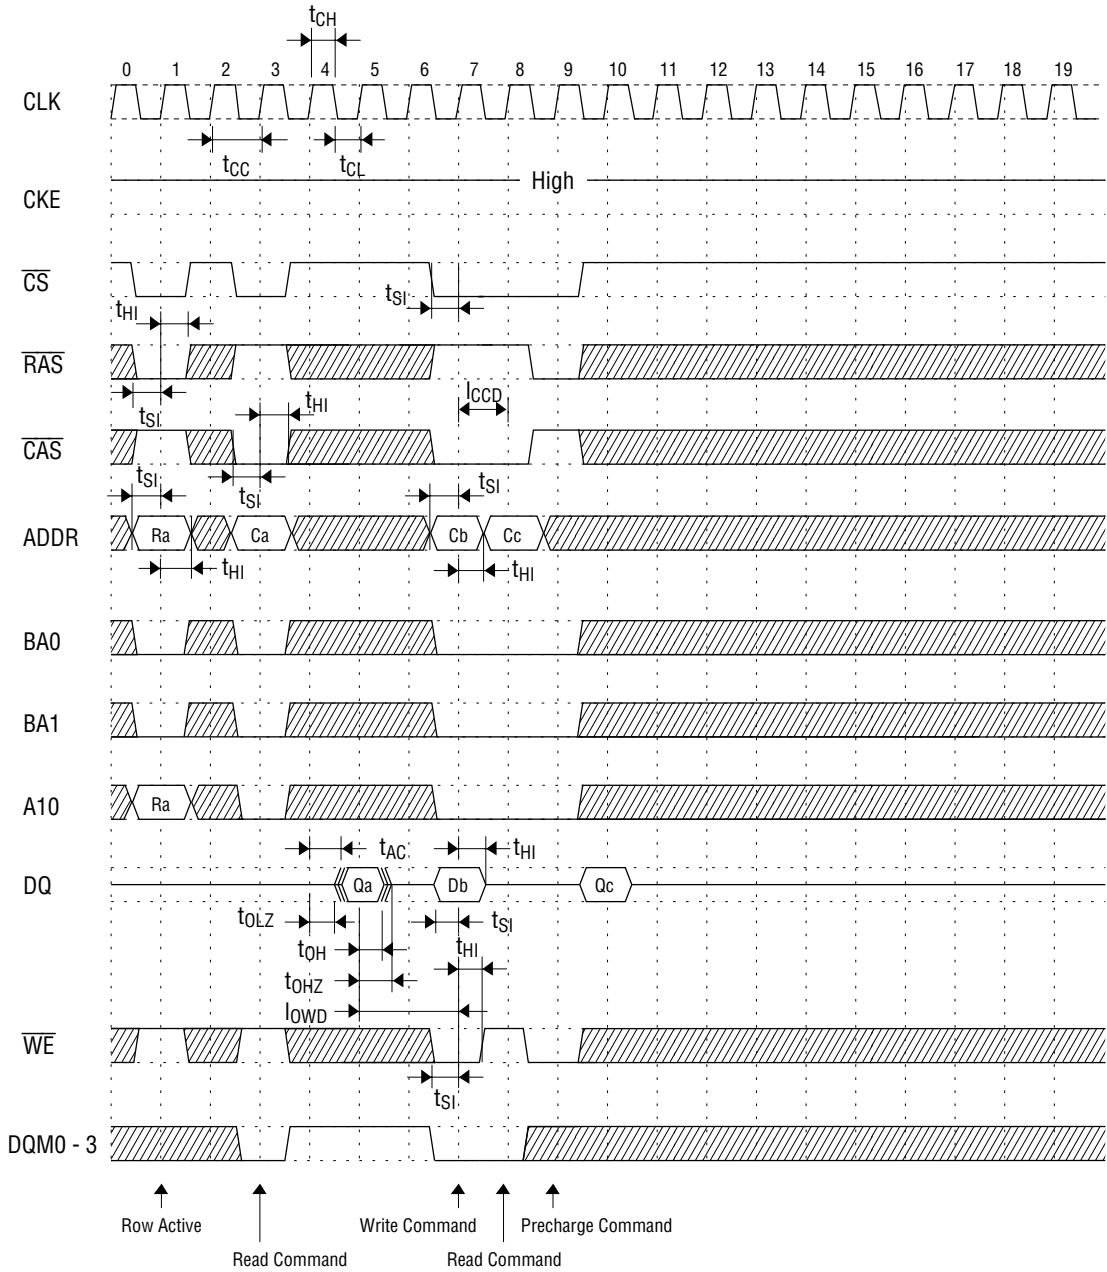 tCH
0 1 2 3 4 5 6 7 8 9 10 11 12 13 14 15 16 17 18 19
CLK
tCC tCL
High
CKE
CS
tSI
tHI
RAS
lCCD
tHI
tSI
CAS
tSI tSI tSI
ADDR Ra Ca Cb Cc
tHI tHI
BA0
BA1
A10 Ra
tAC tHI
DQ Qa Db Qc
tOLZ tSI
tOH tHI
tOHZ
lOWD
WE
tSI
DQM0 - 3
Row Active Write Command Precharge Command
Read Command Read Command